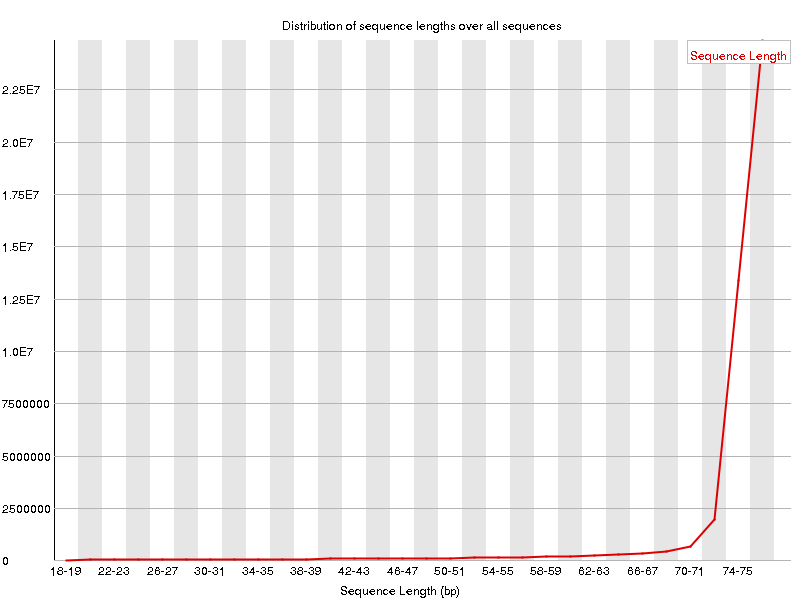 Distribution of sequence lengths over all sequences
Sequence Length
2.25E7
2.0E7
1.75E7
1.5E7
1.25E7
1.0E7
7500000
5000000
2500000
0
18-19 22-23 26-27 30-31 34-35 38-39 42-43 46-47 50-51 54-55 58-59 62-63 66-67 70-71 74-75
Sequence Length (bp)